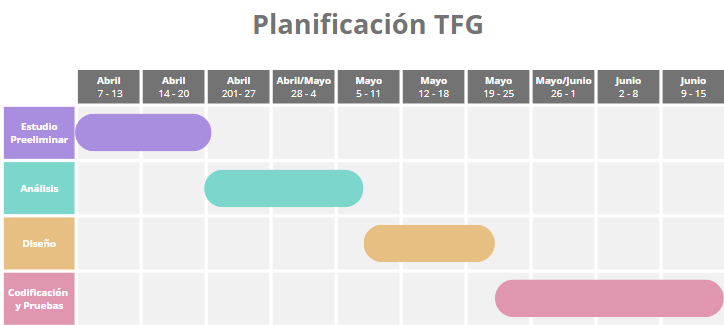 Planificación TFG
Abril Abril Abril Abril/Mayo Mayo Mayo Mayo Mayo/Junio Junio Junio
7 - 13 14 - 20 201- 27 28 - 4 5 - 11 12 - 18 19 - 25 26 - 1 2 - 8 9 - 15
Estudio
Preeliminar
Análisis
Diseño
Codificación
y Pruebas